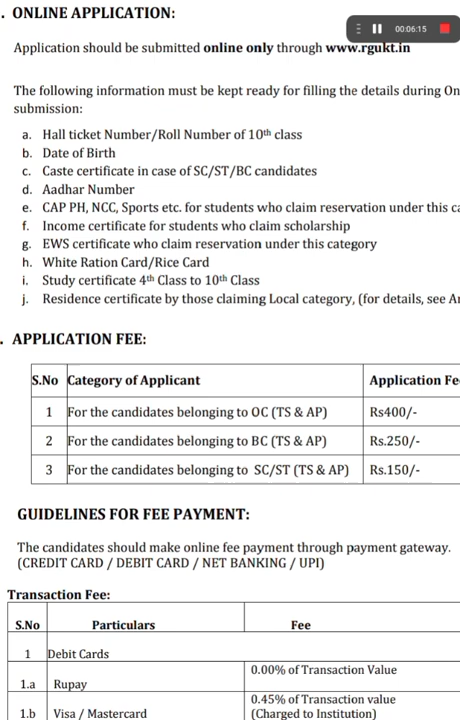 . ONLINE APPLICATION:
00:06:15
Application should be submitted online only through www.rgukt.in
The following information must be kept ready for filling the details during On
submission:
a. Hall ticket Number/Roll Number of 10th class
b. Date of Birth
c. Caste certificate in case of SC/ST/BC candidates
d. Aadhar Number
e. CAP PH, NCC, Sports etc. for students who claim reservation under this ca
f. Income certificate for students who claim scholarship
g. EWS certificate who claim reservation under this category
h. White Ration Card/Rice Card
i. Study certificate 4th Class to 10th Class
j. Residence certificate by those claiming Local category, (for details, see An
. APPLICATION FEE:
S.No Category of Applicant Application Fe
1 For the candidates belonging to OC (TS & AP) Rs400/-
2 For the candidates belonging to BC (TS & AP) Rs.250/-
3 For the candidates belonging to SC/ST (TS & AP) Rs.150/-
GUIDELINES FOR FEE PAYMENT:
The candidates should make online fee payment through payment gateway.
(CREDIT CARD / DEBIT CARD / NET BANKING / UPI)
Transaction Fee:
S.No Particulars Fee
1 Debit Cards
1.a Rupay 0.00% of Transaction Value
1.b Visa / Mastercard 0.45% of Transaction value
(Charged to Institution)